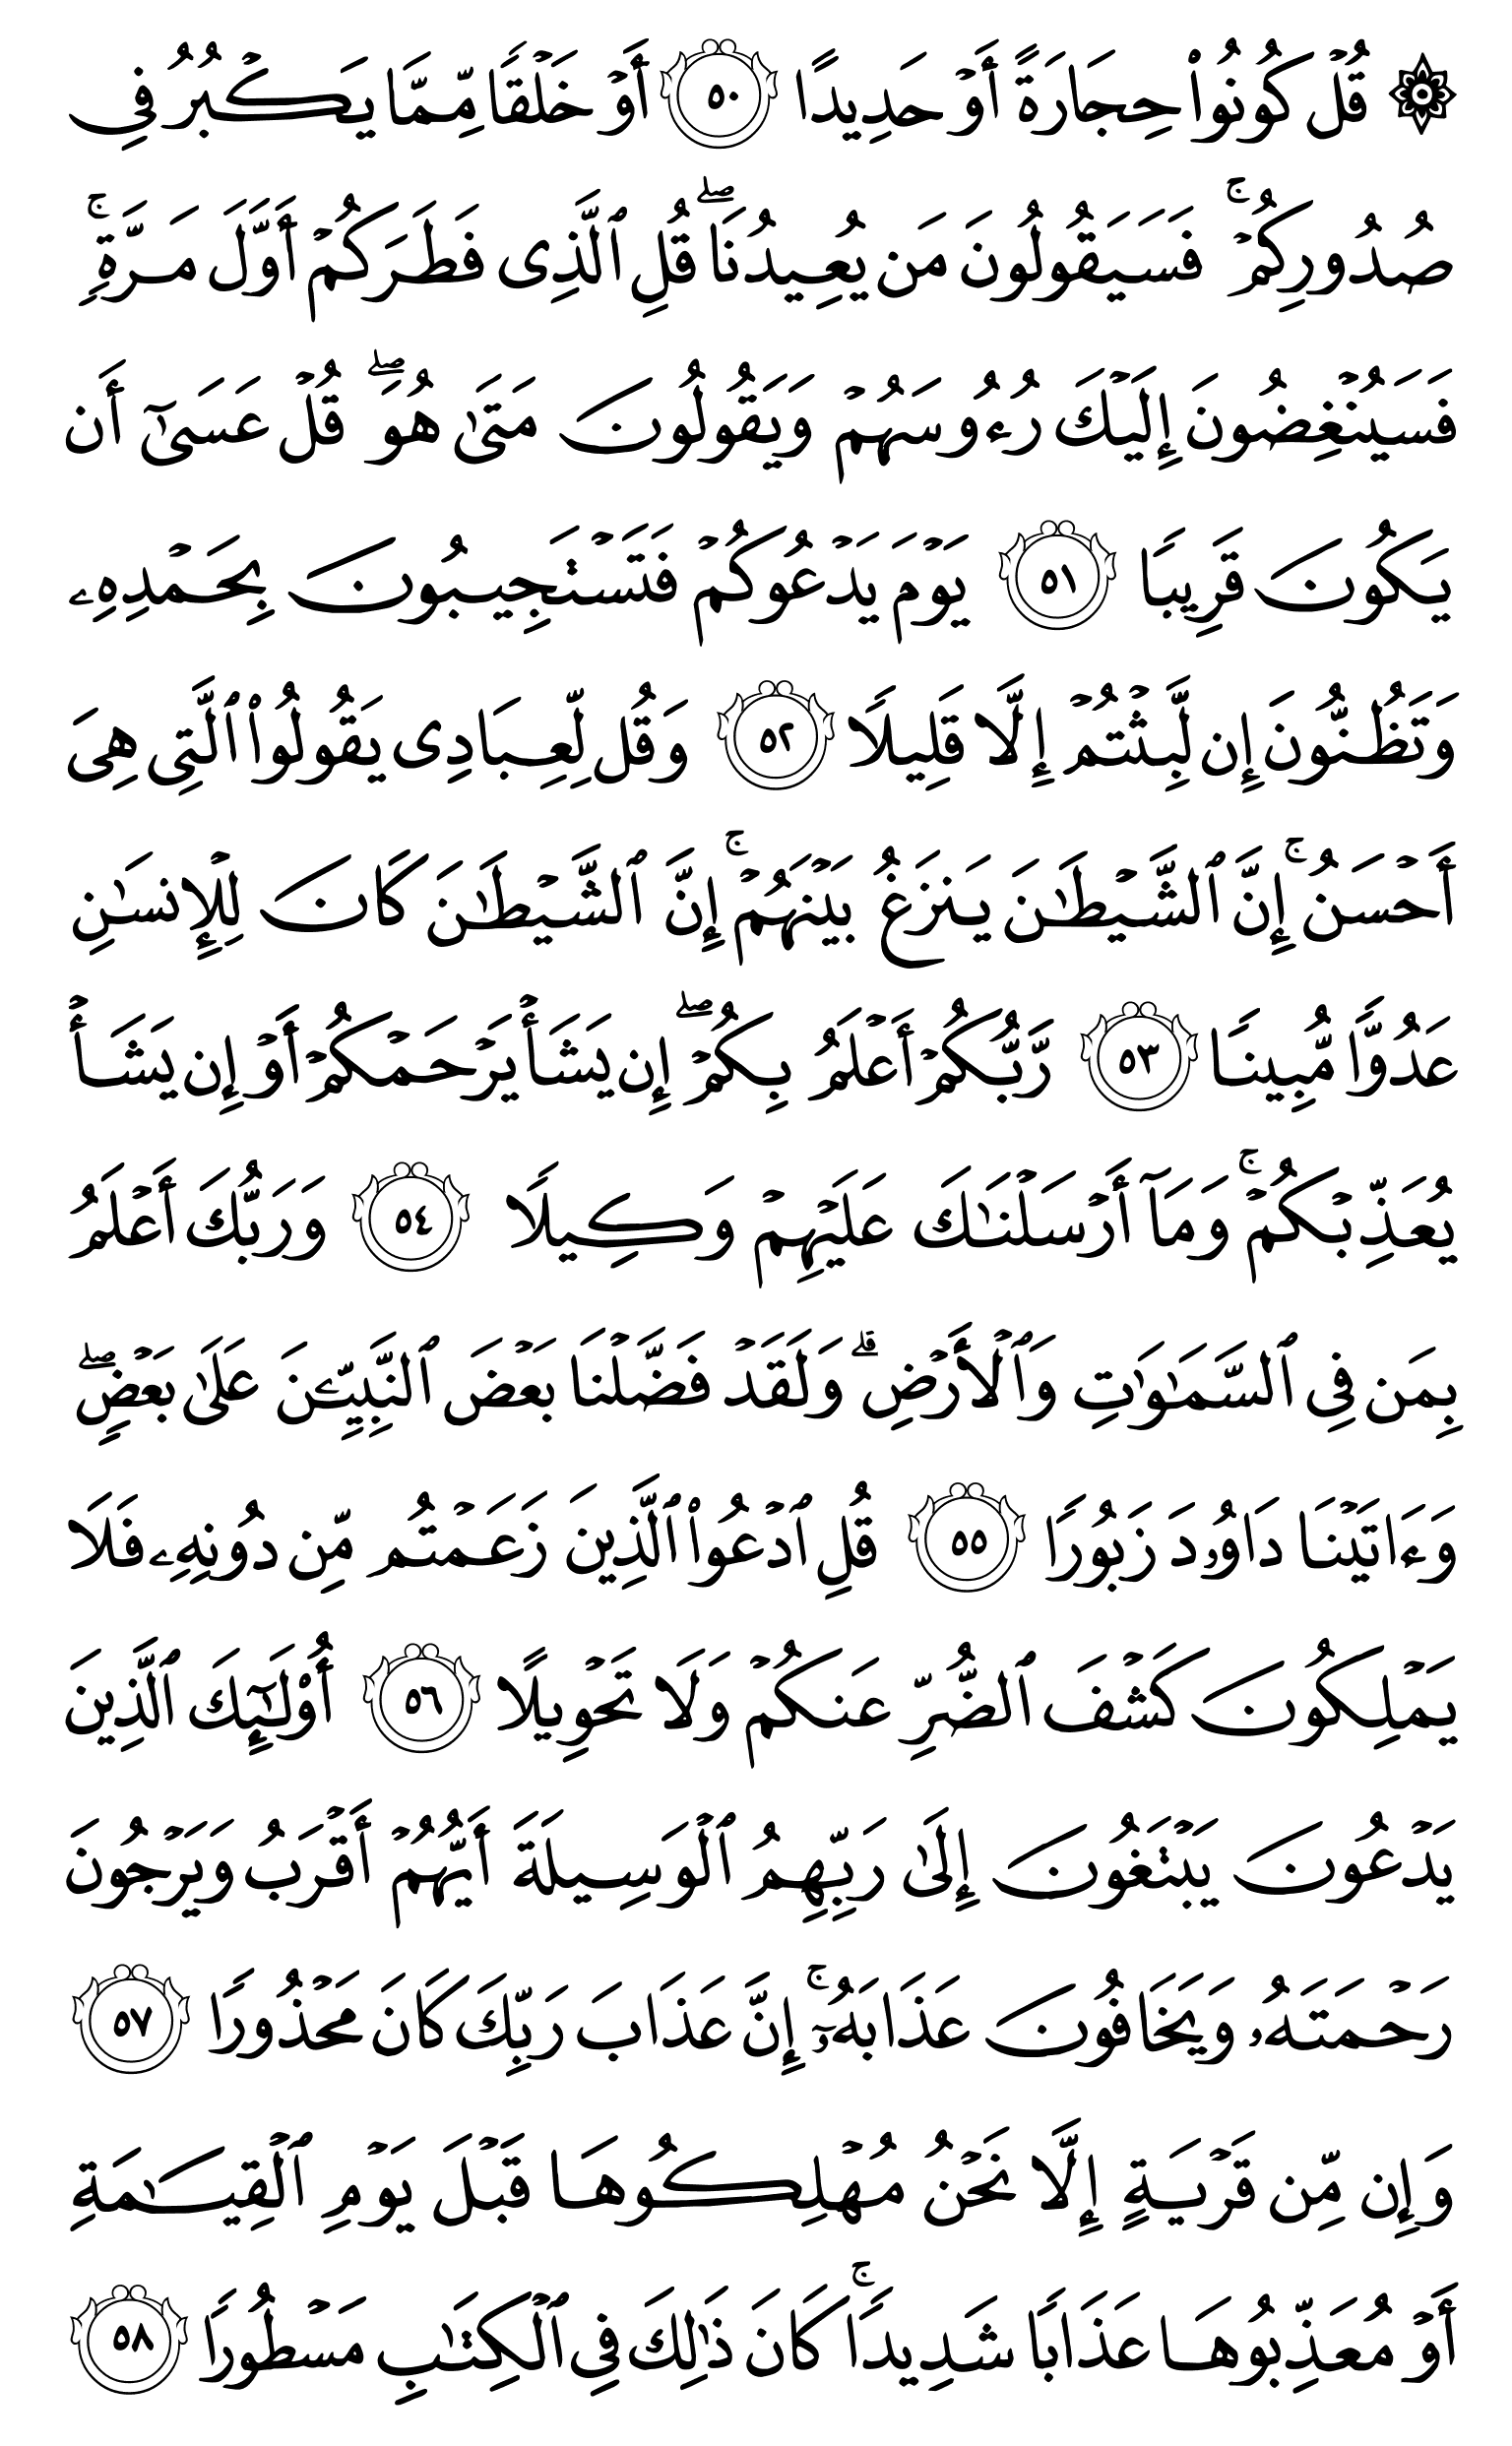 ۞ قُلۡ كُونُواْ حِجَارَةً أَوۡ حَدِيدًا ٥٠ أَوۡ خَلۡقٗا مِّمَّا يَكۡبُرُ فِي
صُدُورِكُمۡۚ فَسَيَقُولُونَ مَن يُعِيدُنَاۖ قُلِ ٱلَّذِي فَطَرَكُمۡ أَوَّلَ مَرَّةٖۚ
فَسَيُنۡغِضُونَ إِلَيۡكَ رُءُوسَهُمۡ وَيَقُولُونَ مَتَىٰ هُوَۖ قُلۡ عَسَىٰٓ أَن
يَكُونَ قَرِيبٗا ٥١ يَوۡمَ يَدۡعُوكُمۡ فَتَسۡتَجِيبُونَ بِحَمۡدِهِۦ
وَتَظُنُّونَ إِن لَّبِثۡتُمۡ إِلَّا قَلِيلٗا ٥٢ وَقُل لِّعِبَادِي يَقُولُواْ ٱلَّتِي هِيَ
أَحۡسَنُۚ إِنَّ ٱلشَّيۡطَٰنَ يَنزَغُ بَيۡنَهُمۡۚ إِنَّ ٱلشَّيۡطَٰنَ كَانَ لِلۡإِنسَٰنِ
عَدُوّٗا مُّبِينٗا ٥٣ رَّبُّكُمۡ أَعۡلَمُ بِكُمۡۖ إِن يَشَأۡ يَرۡحَمۡكُمۡ أَوۡ إِن يَشَأۡ
يُعَذِّبۡكُمۡۚ وَمَآ أَرۡسَلۡنَٰكَ عَلَيۡهِمۡ وَكِيلٗا ٥٤ وَرَبُّكَ أَعۡلَمُ
بِمَن فِي ٱلسَّمَٰوَٰتِ وَٱلۡأَرۡضِۗ وَلَقَدۡ فَضَّلۡنَا بَعۡضَ ٱلنَّبِيِّـۧنَ عَلَىٰ بَعۡضٖۖ
وَءَاتَيۡنَا دَاوُۥدَ زَبُورٗا ٥٥ قُلِ ٱدۡعُواْ ٱلَّذِينَ زَعَمۡتُم مِّن دُونِهِۦ فَلَا
يَمۡلِكُونَ كَشۡفَ ٱلضُّرِّ عَنكُمۡ وَلَا تَحۡوِيلًا ٥٦ أُوْلَٰٓئِكَ ٱلَّذِينَ
يَدۡعُونَ يَبۡتَغُونَ إِلَىٰ رَبِّهِمُ ٱلۡوَسِيلَةَ أَيُّهُمۡ أَقۡرَبُ وَيَرۡجُونَ
رَحۡمَتَهُۥ وَيَخَافُونَ عَذَابَهُۥٓۚ إِنَّ عَذَابَ رَبِّكَ كَانَ مَحۡذُورٗا ٥٧
وَإِن مِّن قَرۡيَةٍ إِلَّا نَحۡنُ مُهۡلِكُوهَا قَبۡلَ يَوۡمِ ٱلۡقِيَٰمَةِ
أَوۡ مُعَذِّبُوهَا عَذَابٗا شَدِيدٗاۚ كَانَ ذَٰلِكَ فِي ٱلۡكِتَٰبِ مَسۡطُورٗا ٥٨